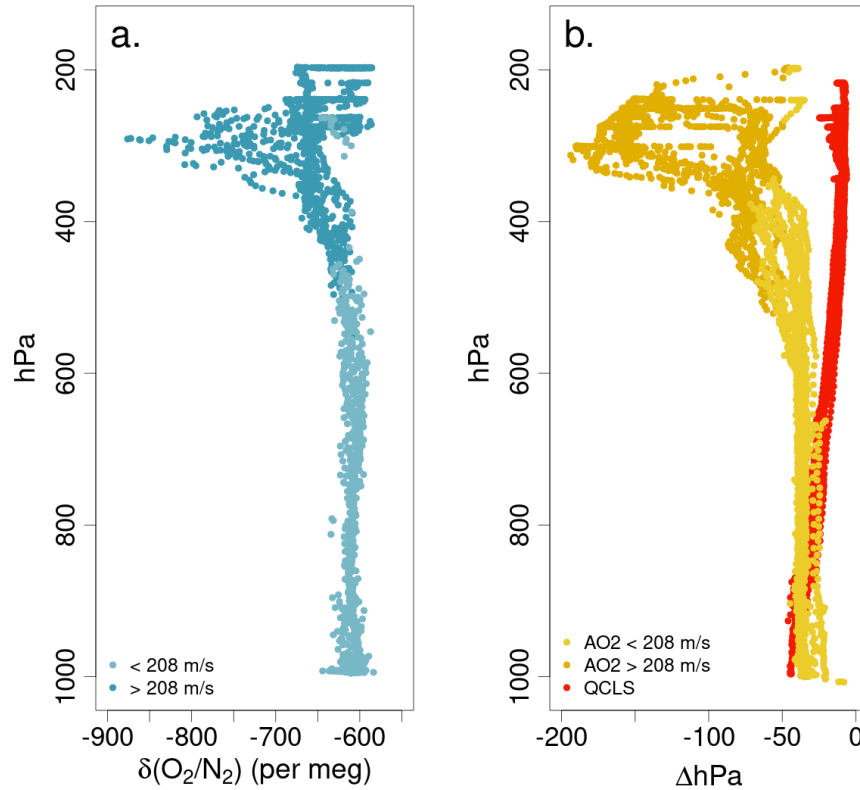 a.
hPa
200
400
600
800
1000
< 208 m/s
> 208 m/s
-900
-800
-700
-600
δ(O₂/N₂) (per meg)
b.
hPa
200
400
600
800
1000
AO2 < 208 m/s
AO2 > 208 m/s
QCLS
-200
-100
-50
0
ΔhPa